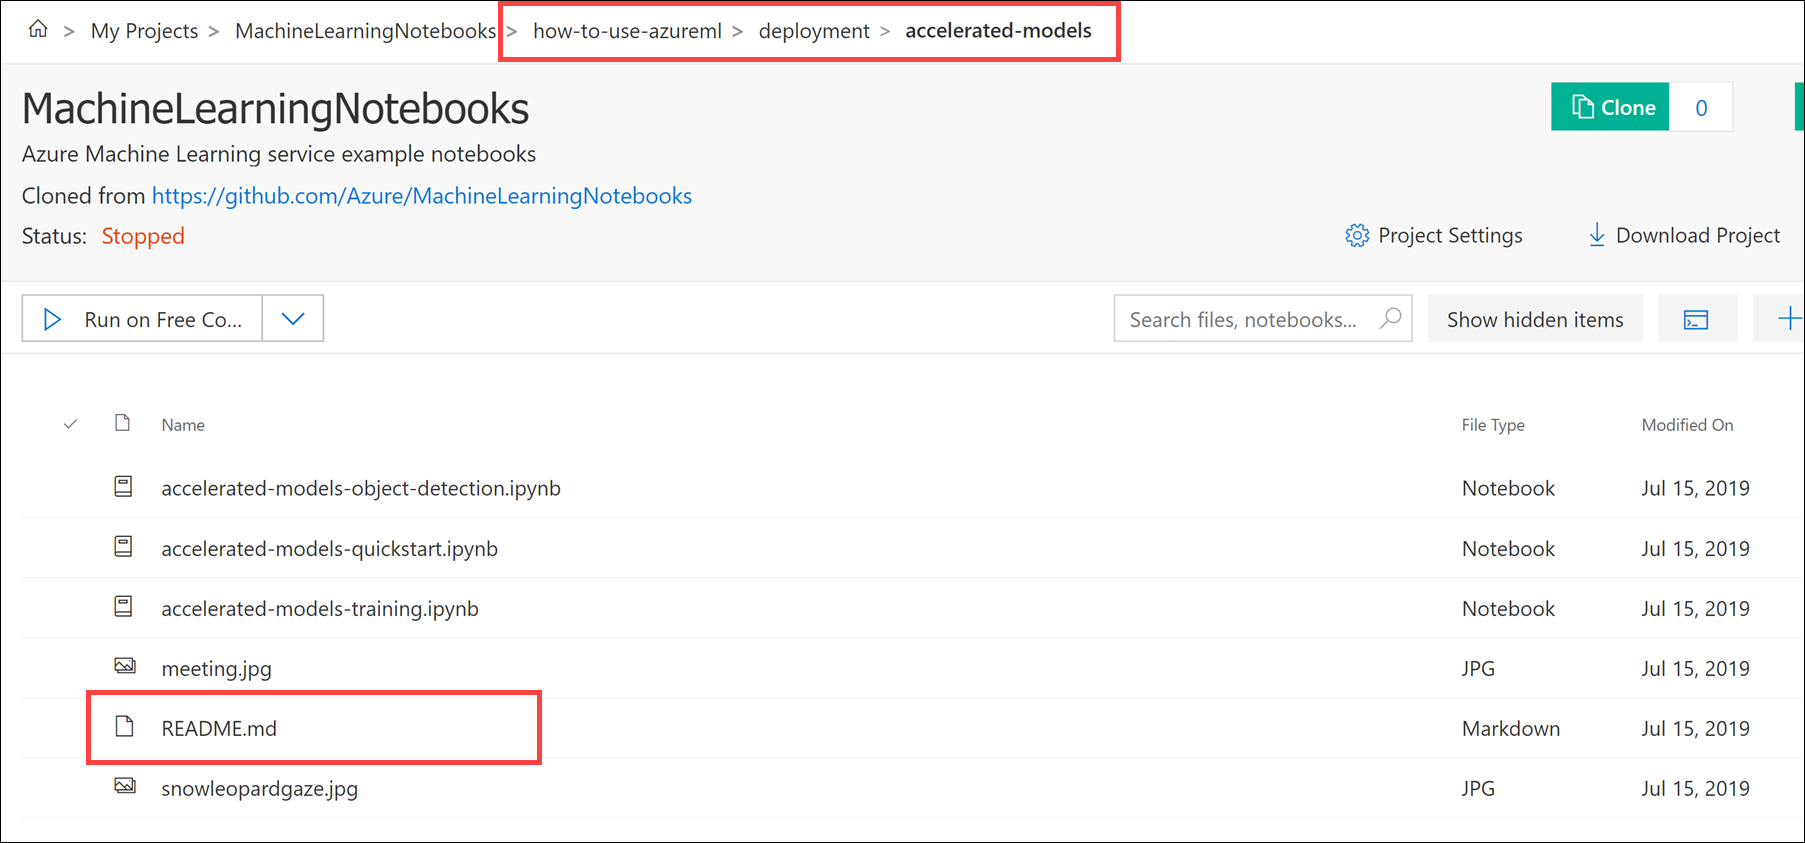 > My Projects > MachineLearningNotebooks > how-to-use-azureml > deployment > accelerated-models
MachineLearningNotebooks
Clone 0
Azure Machine Learning service example notebooks
Cloned from https://github.com/Azure/MachineLearningNotebooks
Status: Stopped
Project Settings Download Project
Run on Free Co... Search files, notebooks... Show hidden items
Name File Type Modified On
accelerated-models-object-detection.ipynb Notebook Jul 15, 2019
accelerated-models-quickstart.ipynb Notebook Jul 15, 2019
accelerated-models-training.ipynb Notebook Jul 15, 2019
meeting.jpg JPG Jul 15, 2019
README.md Markdown Jul 15, 2019
snowleopardgaze.jpg JPG Jul 15, 2019